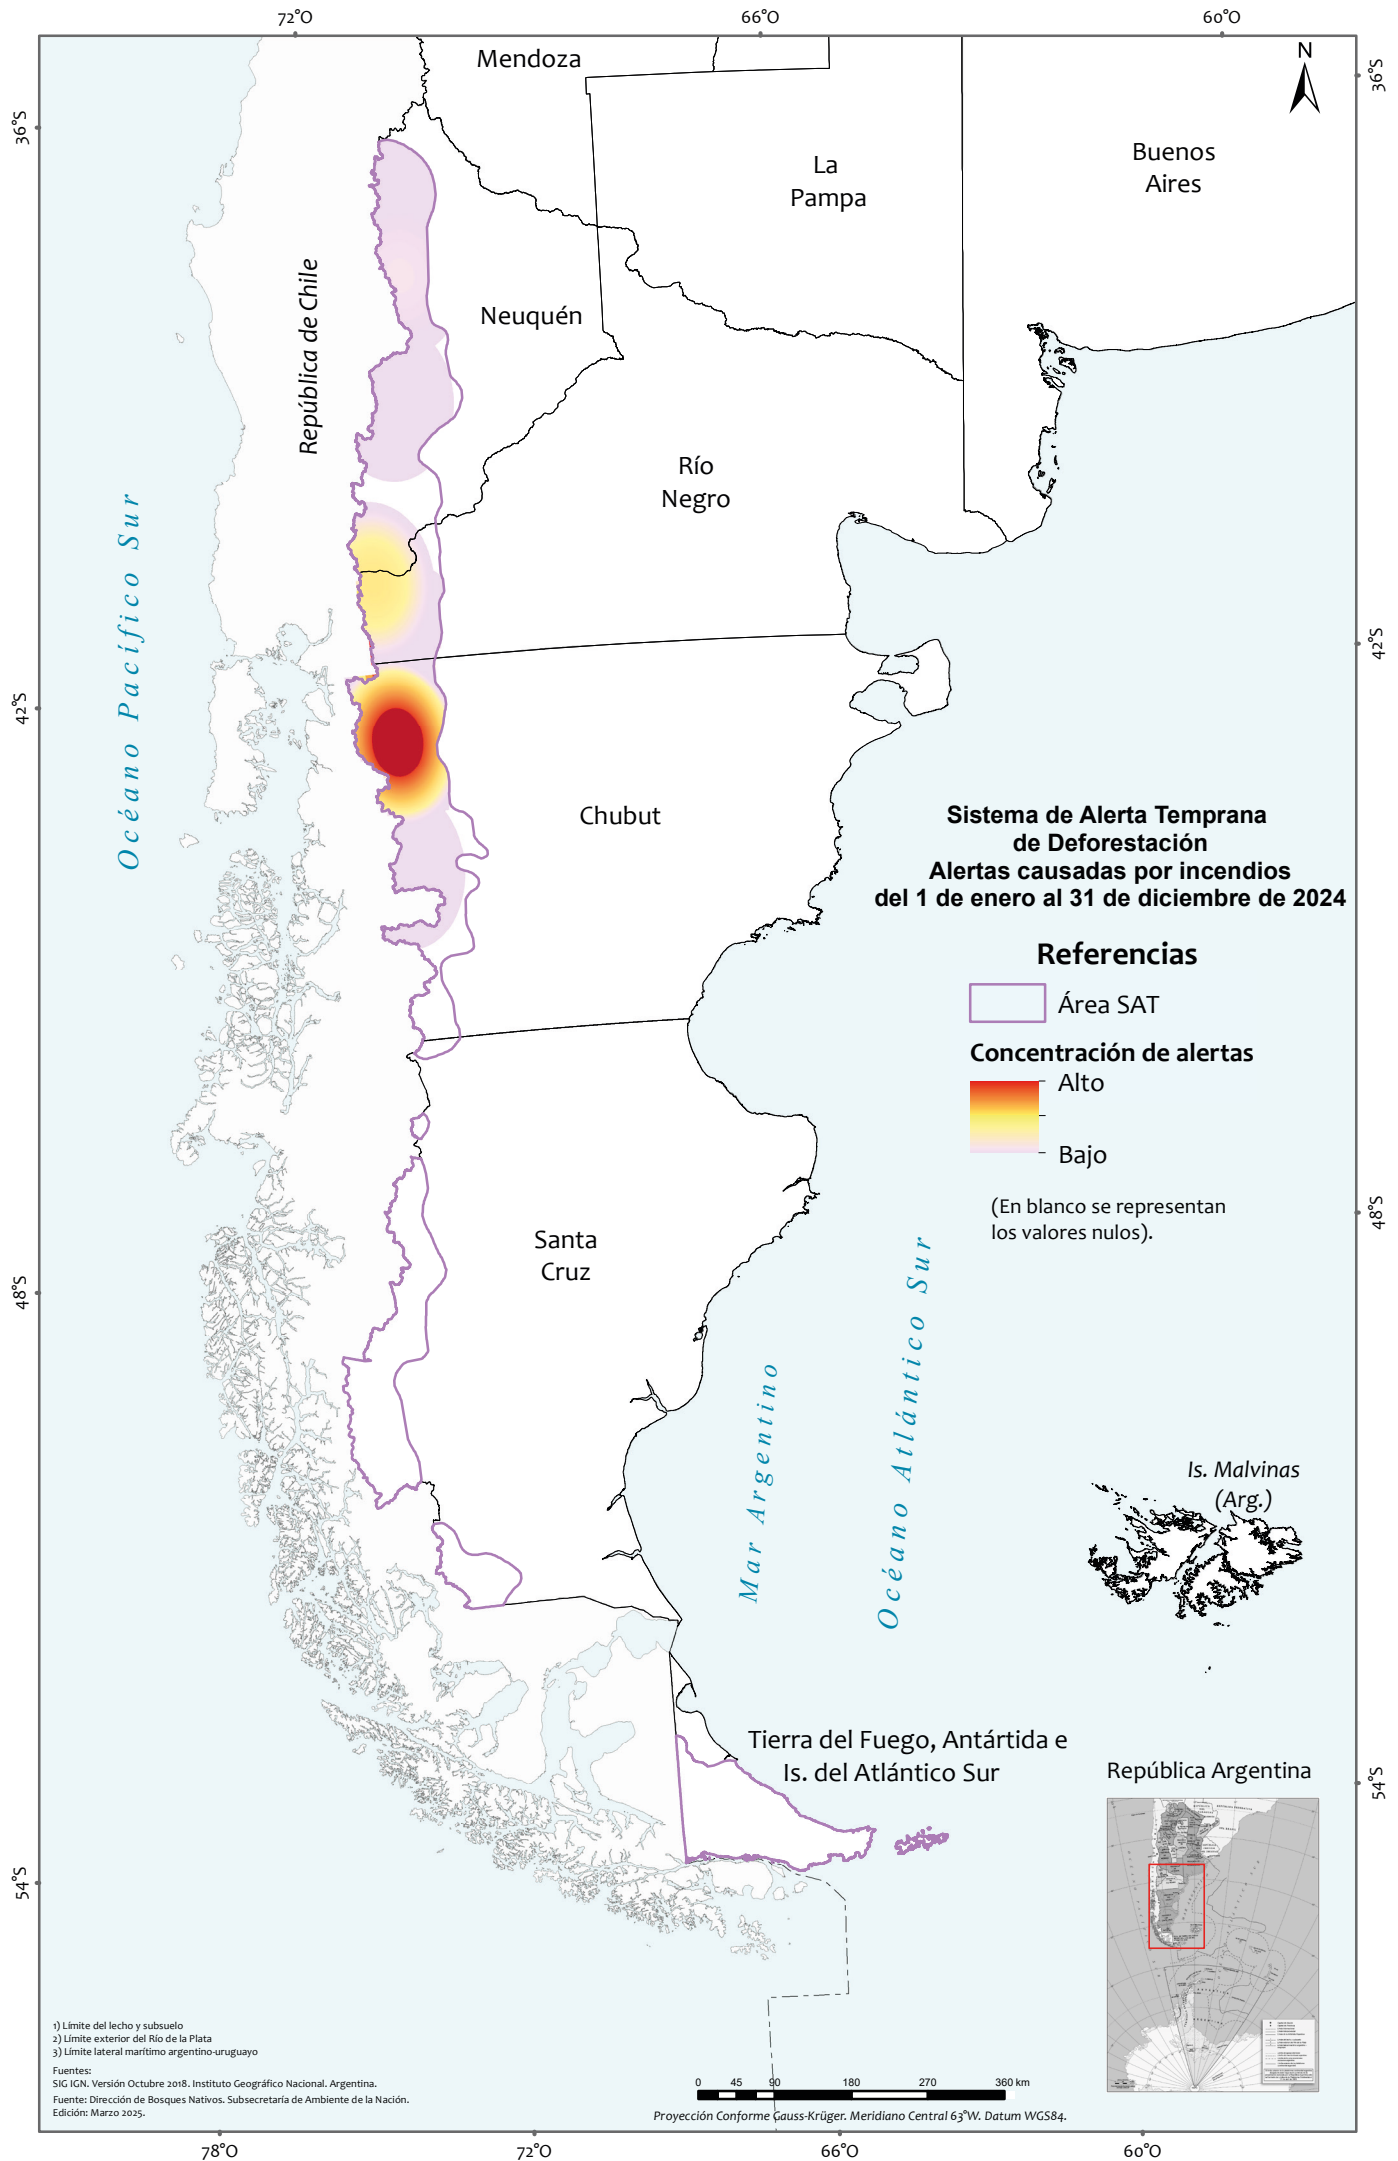 72°O
66°O
60°O
36°S
36°S
N
Mendoza
La
Pampa
Buenos
Aires
República de Chile
Neuquén
Río
Negro
Océano Pacífico Sur
42°S
42°S
Chubut
Sistema de Alerta Temprana
de Deforestación
Alertas causadas por incendios
del 1 de enero al 31 de diciembre de 2024
Referencias
Área SAT
Concentración de alertas
Alto
Bajo
(En blanco se representan
los valores nulos).
48°S
48°S
Santa
Cruz
Mar Argentino
Océano Atlántico Sur
Is. Malvinas
(Arg.)
Tierra del Fuego, Antártida e
Is. del Atlántico Sur
República Argentina
54°S
54°S
1) Límite del lecho y subsuelo
2) Límite exterior del Río de la Plata
3) Límite lateral marítimo argentino-uruguayo
Fuentes:
SIG IGN. Versión Octubre 2018. Instituto Geográfico Nacional. Argentina.
Fuente: Dirección de Bosques Nativos. Subsecretaría de Ambiente de la Nación.
Edición: Marzo 2025.
0 45 90 180 270 360 km
Proyección Conforme Gauss-Krüger. Meridiano Central 63°W. Datum WGS84.
78°O
72°O
66°O
60°O